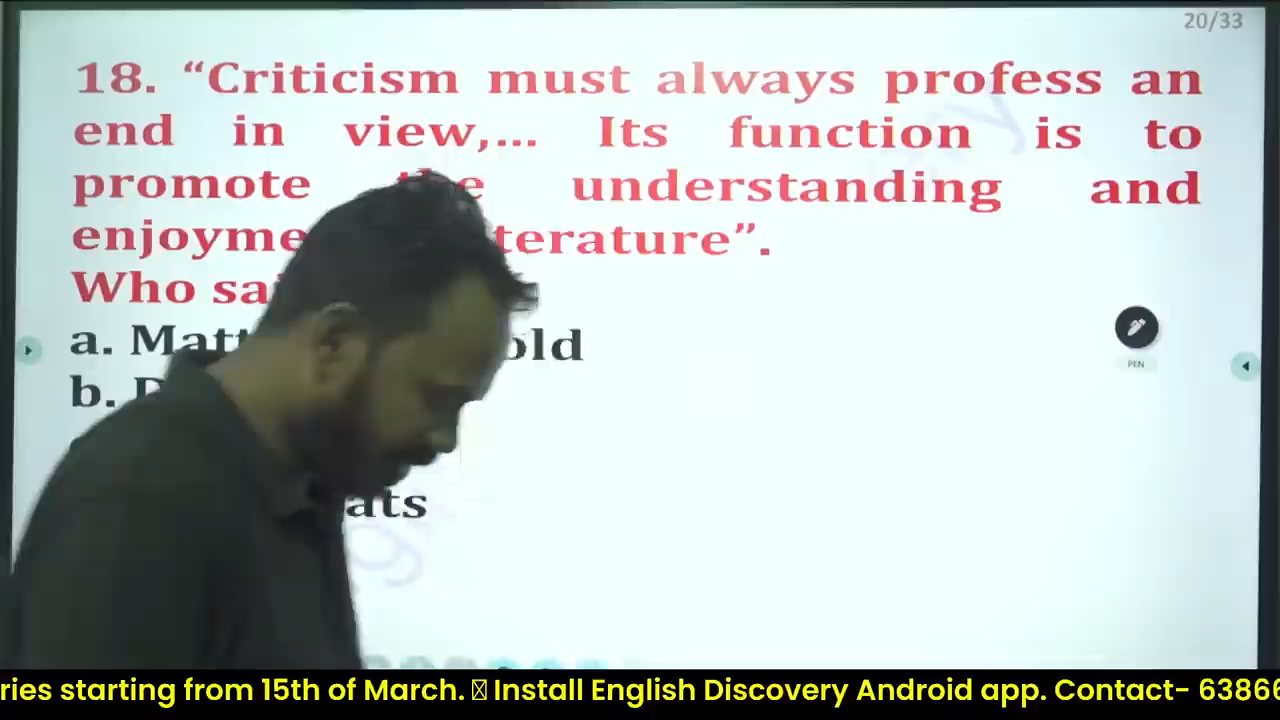 20/33
18. “Criticism must always profess an
end in view,... Its function is to
promote the understanding and
enjoyme terature”.
Who sa
a. Matt old
b.
ats
PEN
ries starting from 15th of March. Install English Discovery Android app. Contact- 63866